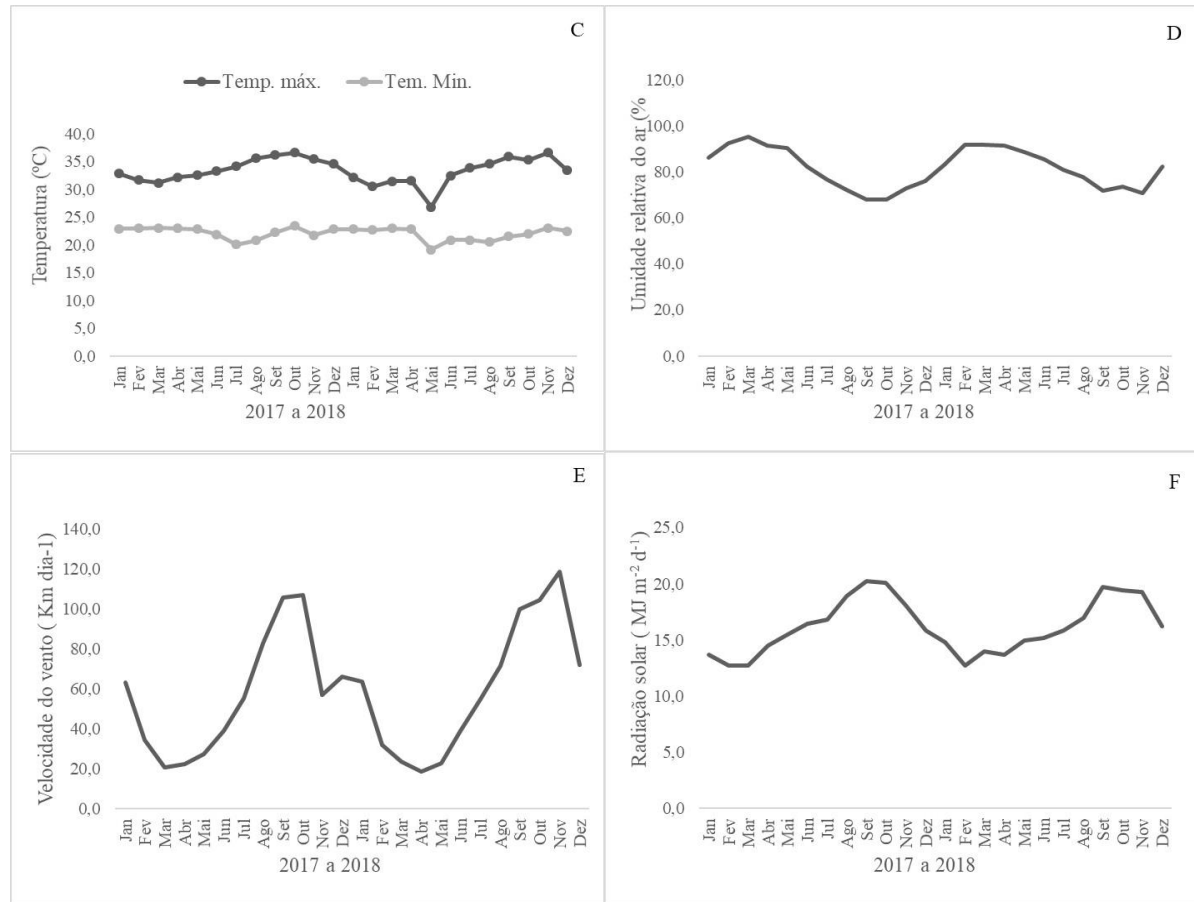 C
Temp. máx. Tem. Min.
Temperatura (ºC)
40,0
35,0
30,0
25,0
20,0
15,0
10,0
5,0
0,0
Jan Fev Mar Abr Mai Jun Jul Ago Set Out Nov Dez Jan Fev Mar Abr Mai Jun Jul Ago Set Out Nov Dez
2017 a 2018
D
Umidade relativa do ar (%
120,0
100,0
80,0
60,0
40,0
20,0
0,0
Jan Fev Mar Abr Mai Jun Jul Ago Set Out Nov Dez Jan Fev Mar Abr Mai Jun Jul Ago Set Out Nov Dez
2017 a 2018
E
Velocidade do vento ( Km dia-1)
140,0
120,0
100,0
80,0
60,0
40,0
20,0
0,0
Jan Fev Mar Abr Mai Jun Jul Ago Set Out Nov Dez Jan Fev Mar Abr Mai Jun Jul Ago Set Out Nov Dez
2017 a 2018
F
Radiação solar ( MJ m⁻² d⁻¹)
25,0
20,0
15,0
10,0
5,0
0,0
Jan Fev Mar Abr Mai Jun Jul Ago Set Out Nov Dez Jan Fev Mar Abr Mai Jun Jul Ago Set Out Nov Dez
2017 a 2018